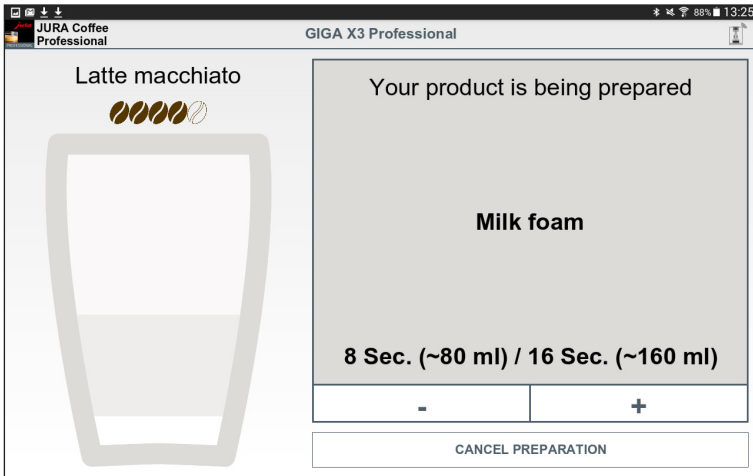 88% 13:25
JURA Coffee
Professional
GIGA X3 Professional
Latte macchiato
Your product is being prepared
Milk foam
8 Sec. (~80 ml) / 16 Sec. (~160 ml)
- +
CANCEL PREPARATION